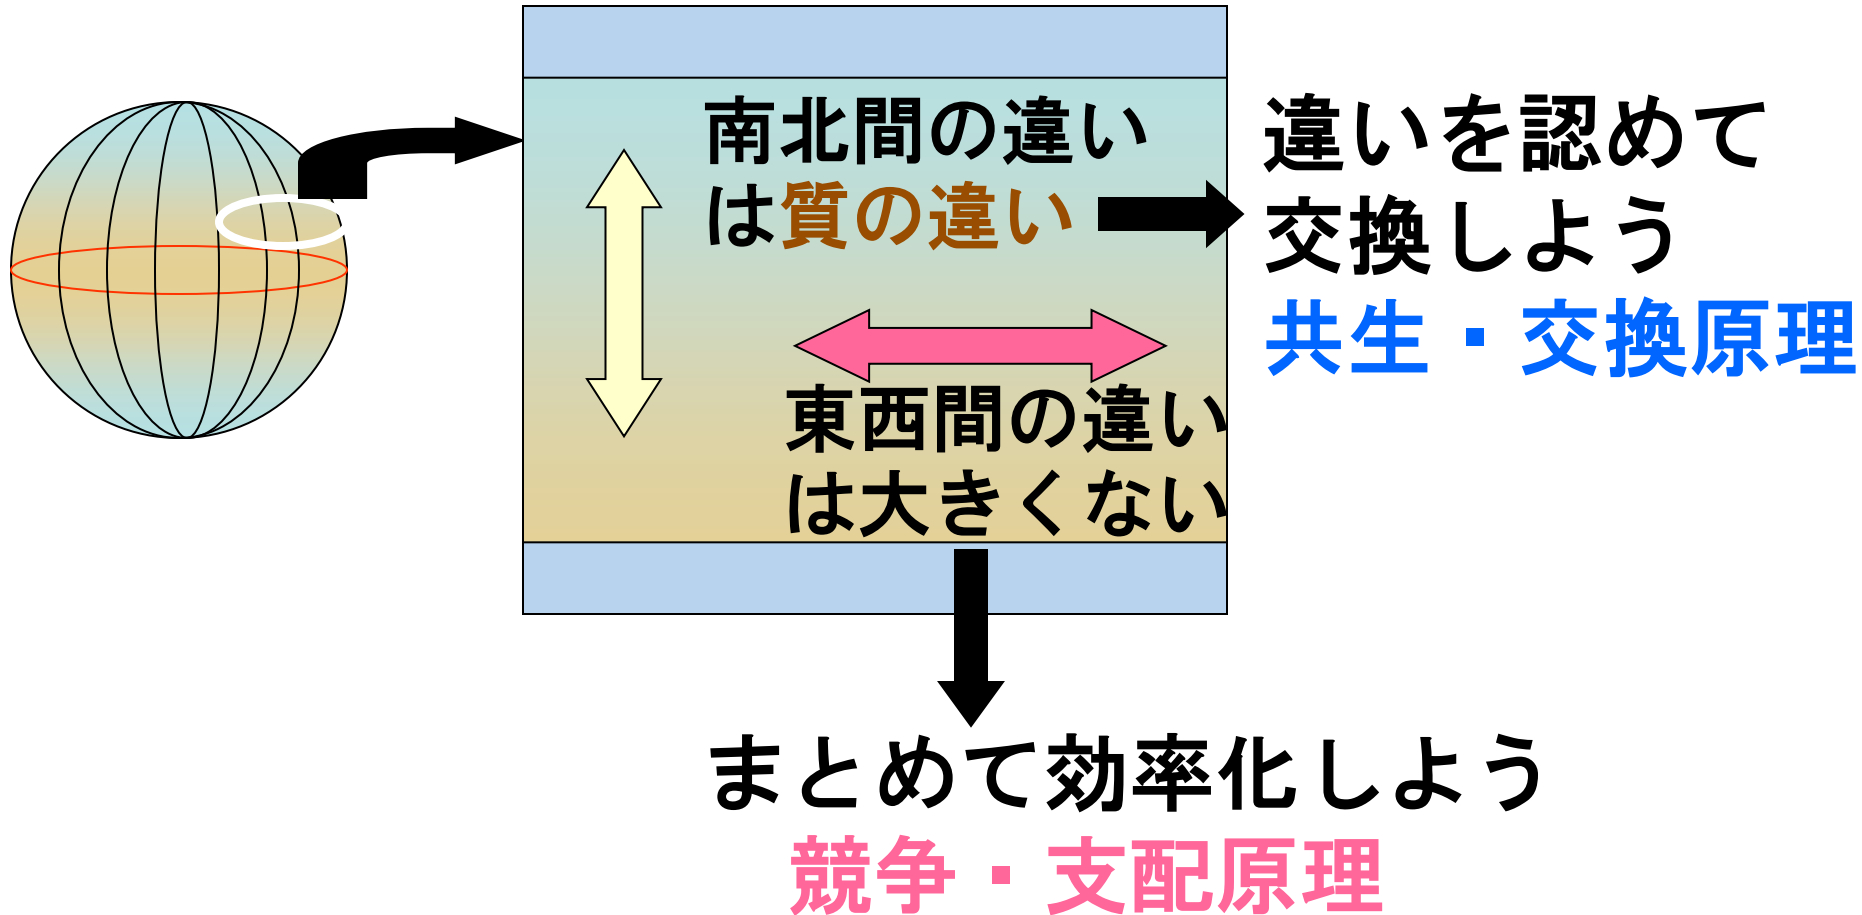 南北間の違い
は質の違い
違いを認めて
交換しよう
共生・交換原理
東西間の違い
は大きくない
まとめて効率化しよう
競争・支配原理